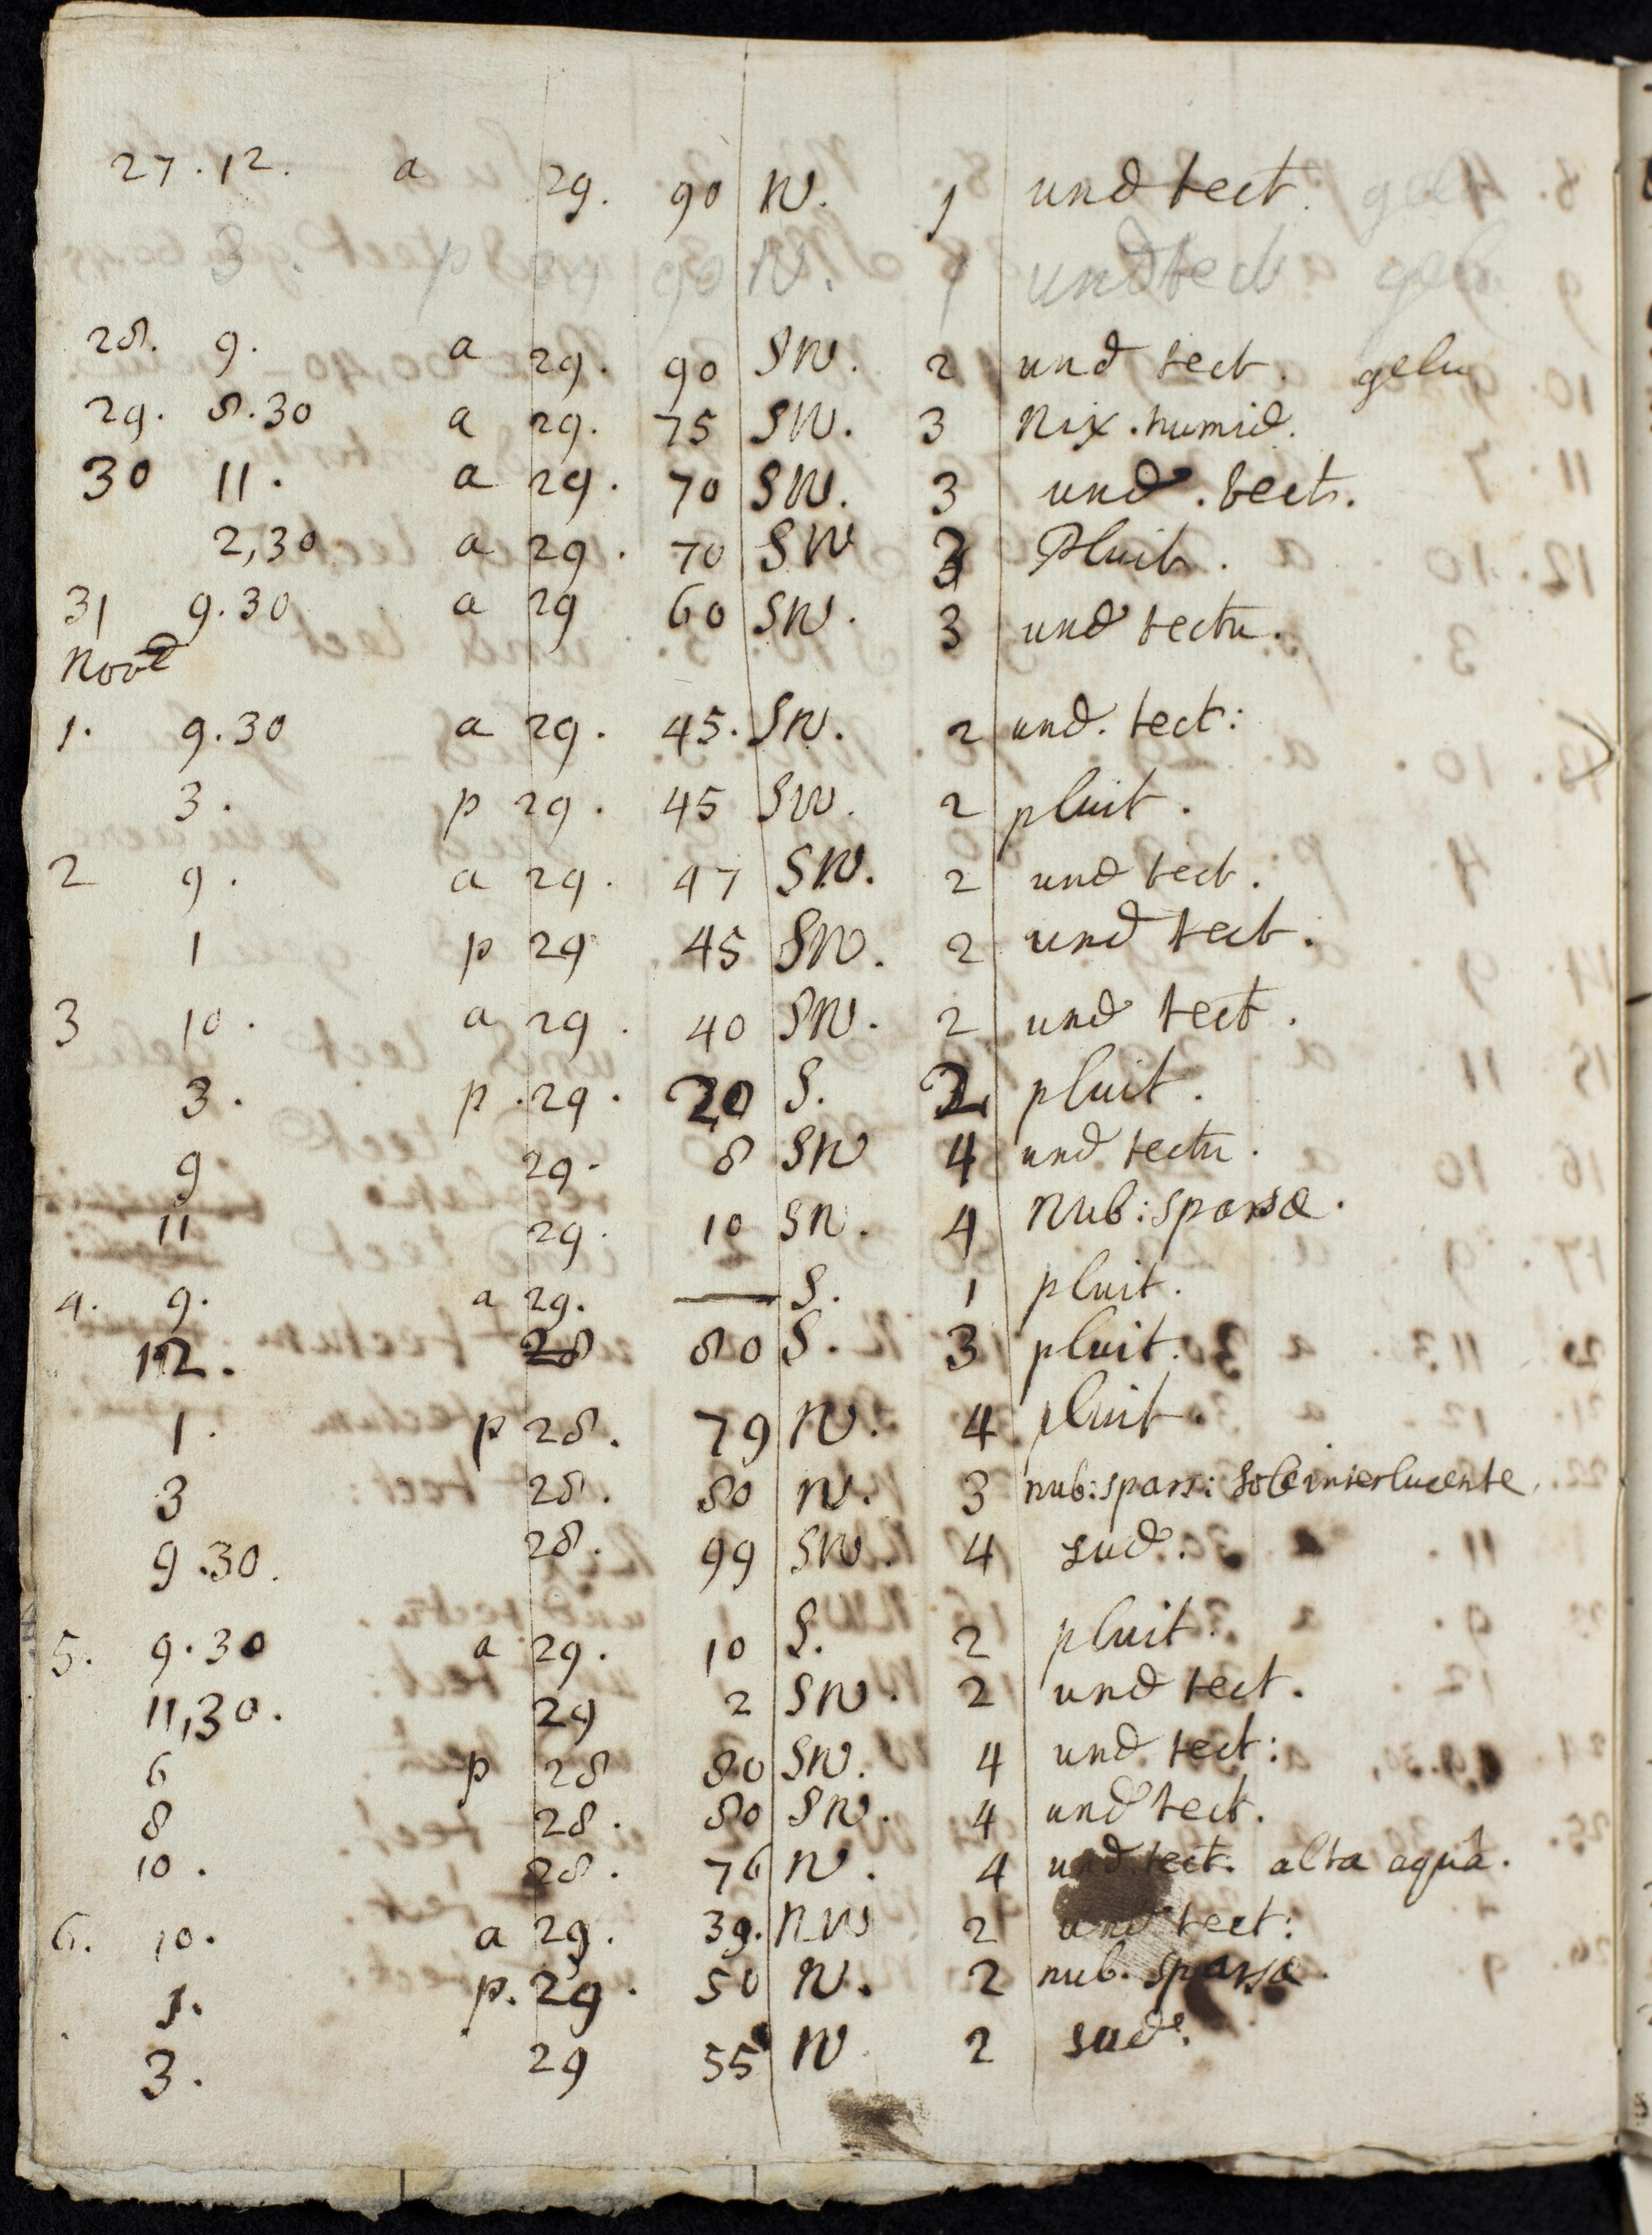 27. 12. a 29. 90 W. 1 und tect. gelu
3. p 29 90 W. 1 und tect gelu
28. 9. a 29. 90 SW. 2 und tect. gelu
29. 8.30 a 29. 75 SW. 3 Nix. humid.
30 11. a 29. 70 SW. 3 und. tect.
2,30 a 29. 70 SW 3 Pluit.
31 9.30 a 29 60 SW. 3 und tectu.
Nov
1. 9.30 a 29. 45. SW. 2 und. tect:
3. p 29. 45 SW. 2 pluit.
2 9. a 29. 47 SW. 2 und tect.
1 p 29 45 SW. 2 und tect.
3 10. a 29. 40 SW. 2 und tect.
3. p. 29. 20 S. 2 pluit.
9 29. 8 SW 4 und tectu.
11 29. 10 SW. 4 Nub: sparsa.
4. 9. a 29. — S. 1 pluit.
12. 28 80 S. 3 pluit.
1. p 28. 79 W. 4 pluit.
3 28. 80 W. 3 nub: spars: Sole interlucente.
9.30. 28. 99 SW. 4 sud.
5. 9.30 a 29. 10 S. 2 pluit.
11,30. 29 2 SW. 2 und tect.
6 p 28 80 SW. 4 und tect:
8 28. 80 SW. 4 und tect.
10. 28. 76 W. 4 und. tect. alta aquâ.
6. 10. a 29. 39. NW 2 und tect:
1. p. 29. 50 W. 2 nub. sparsa.
3. 29 55 W 2 sud.